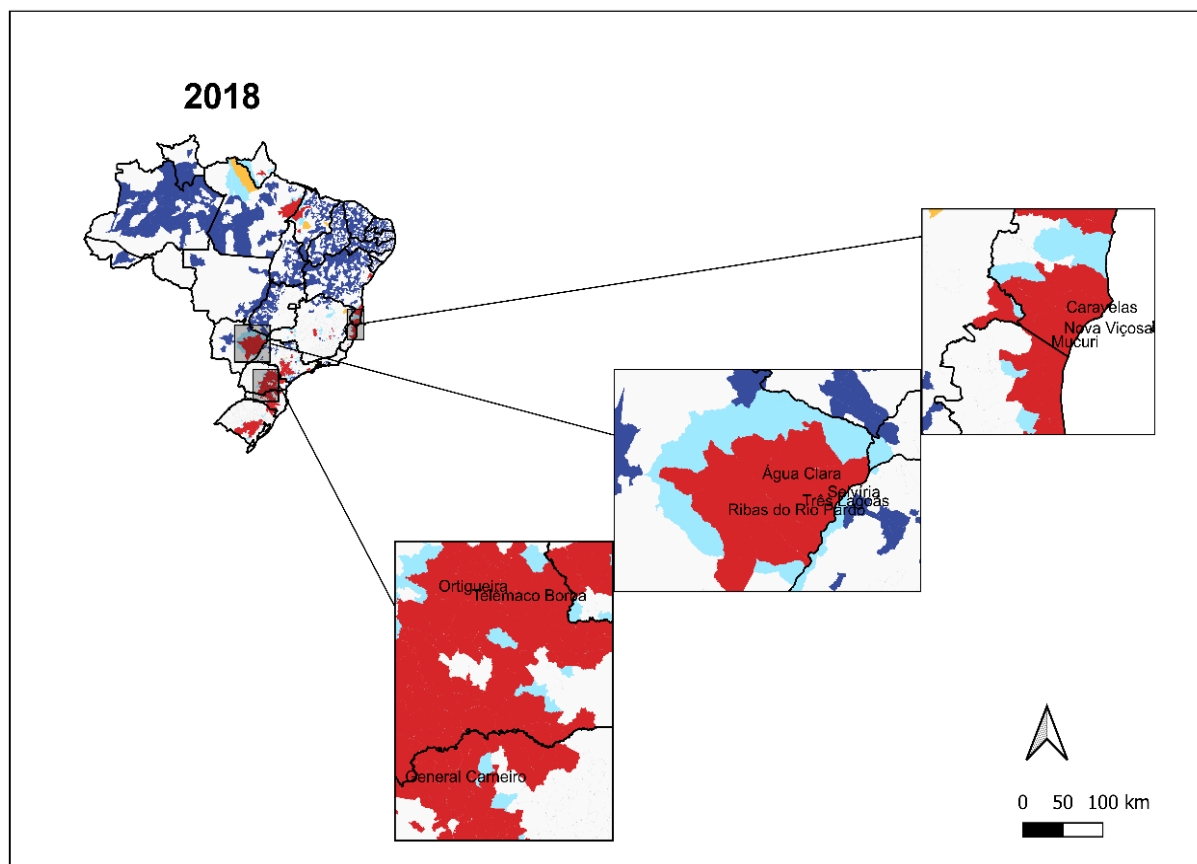 2018
Caravelas
Nova Viçosa
Mucuri
Água Clara
Selvíria
Três Lagoas
Ribas do Rio Pardo
Ortigueira
Telêmaco Borba
General Carneiro
0 50 100 km